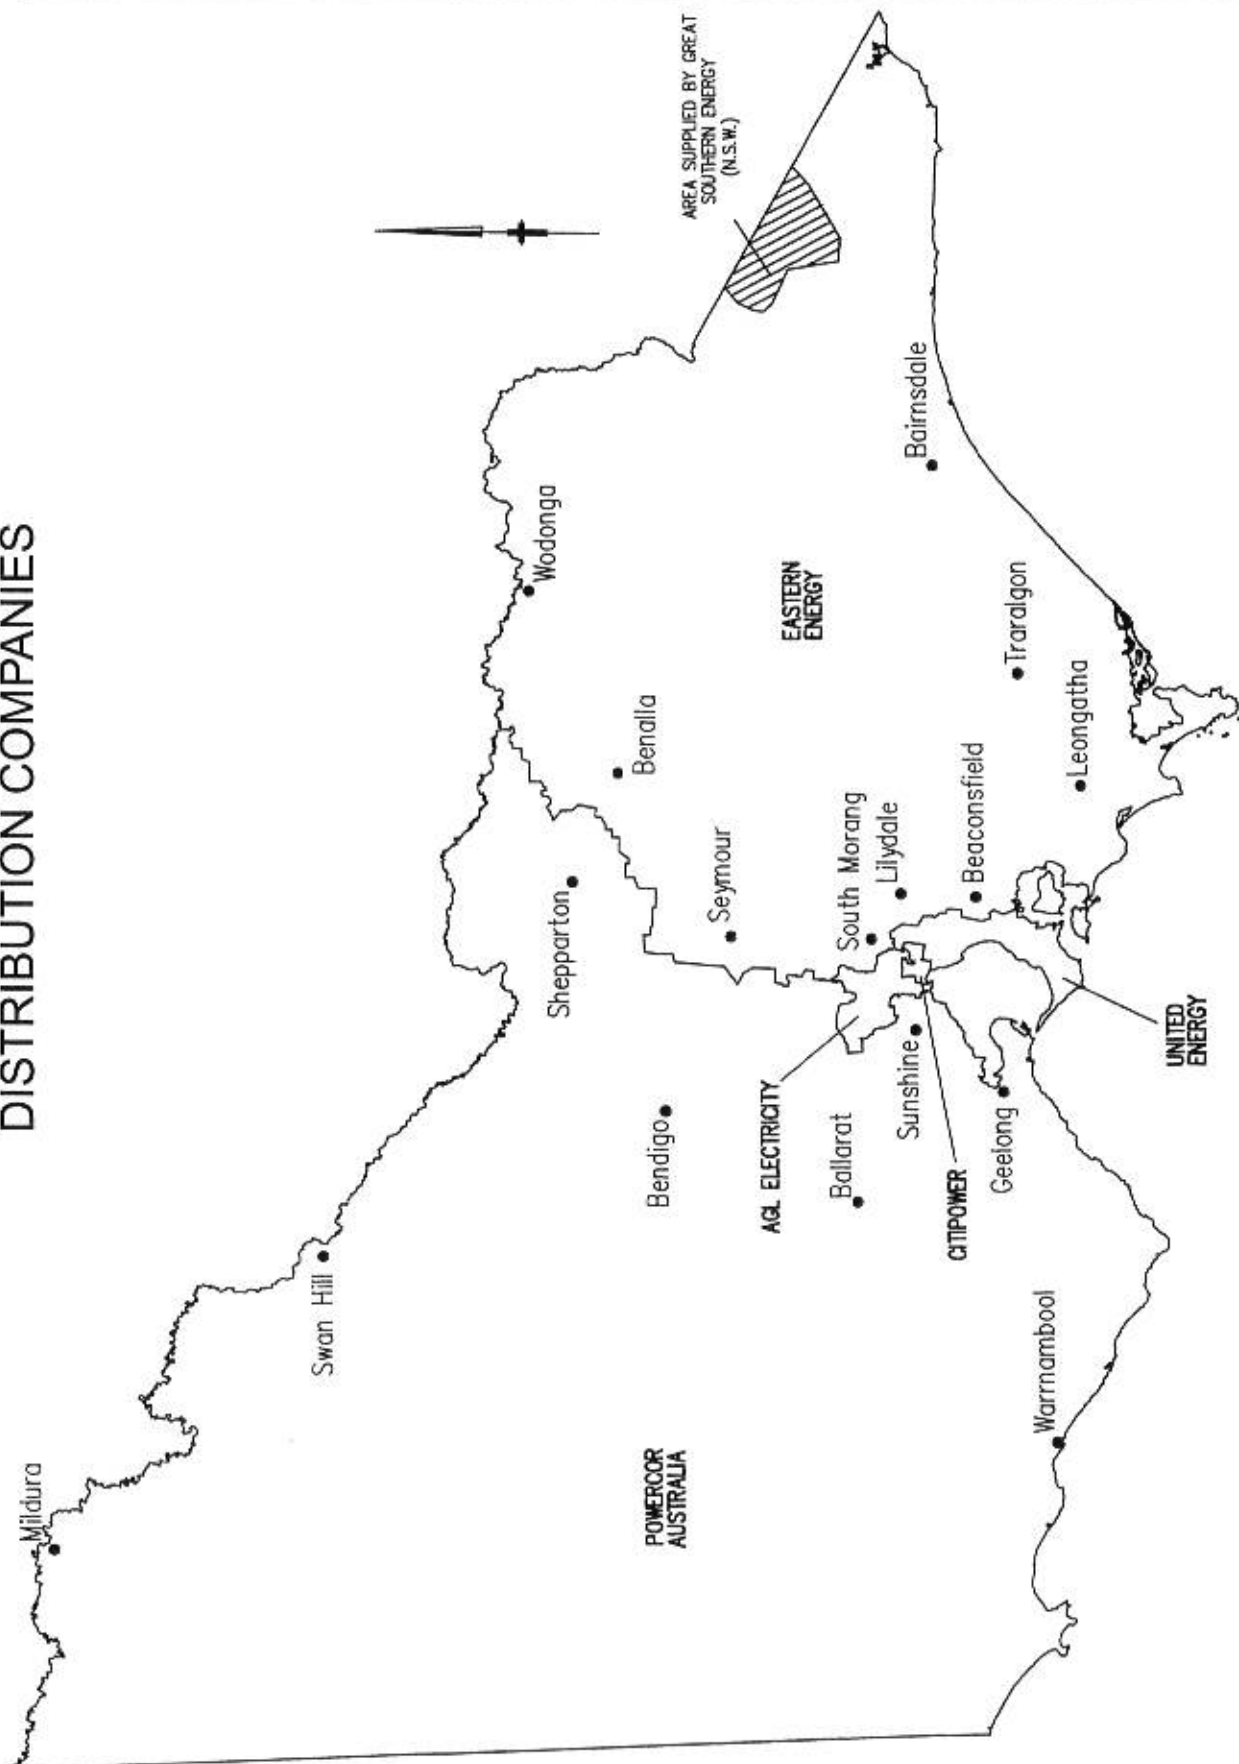 DISTRIBUTION COMPANIES
Mildura
Swan Hill
Wodonga
Shepparton
Benalla
Bendigo
Seymour
POWERCOR
AUSTRALIA
AREA SUPPLIED BY GREAT
SOUTHERN ENERGY
(N.S.W.)
EASTERN
ENERGY
AGL ELECTRICITY
Ballarat
South Morang
Lilydale
Sunshine
Bairnsdale
CITIPOWER
Beaconsfield
Geelong
Traralgon
Warrnambool
Leongatha
UNITED
ENERGY